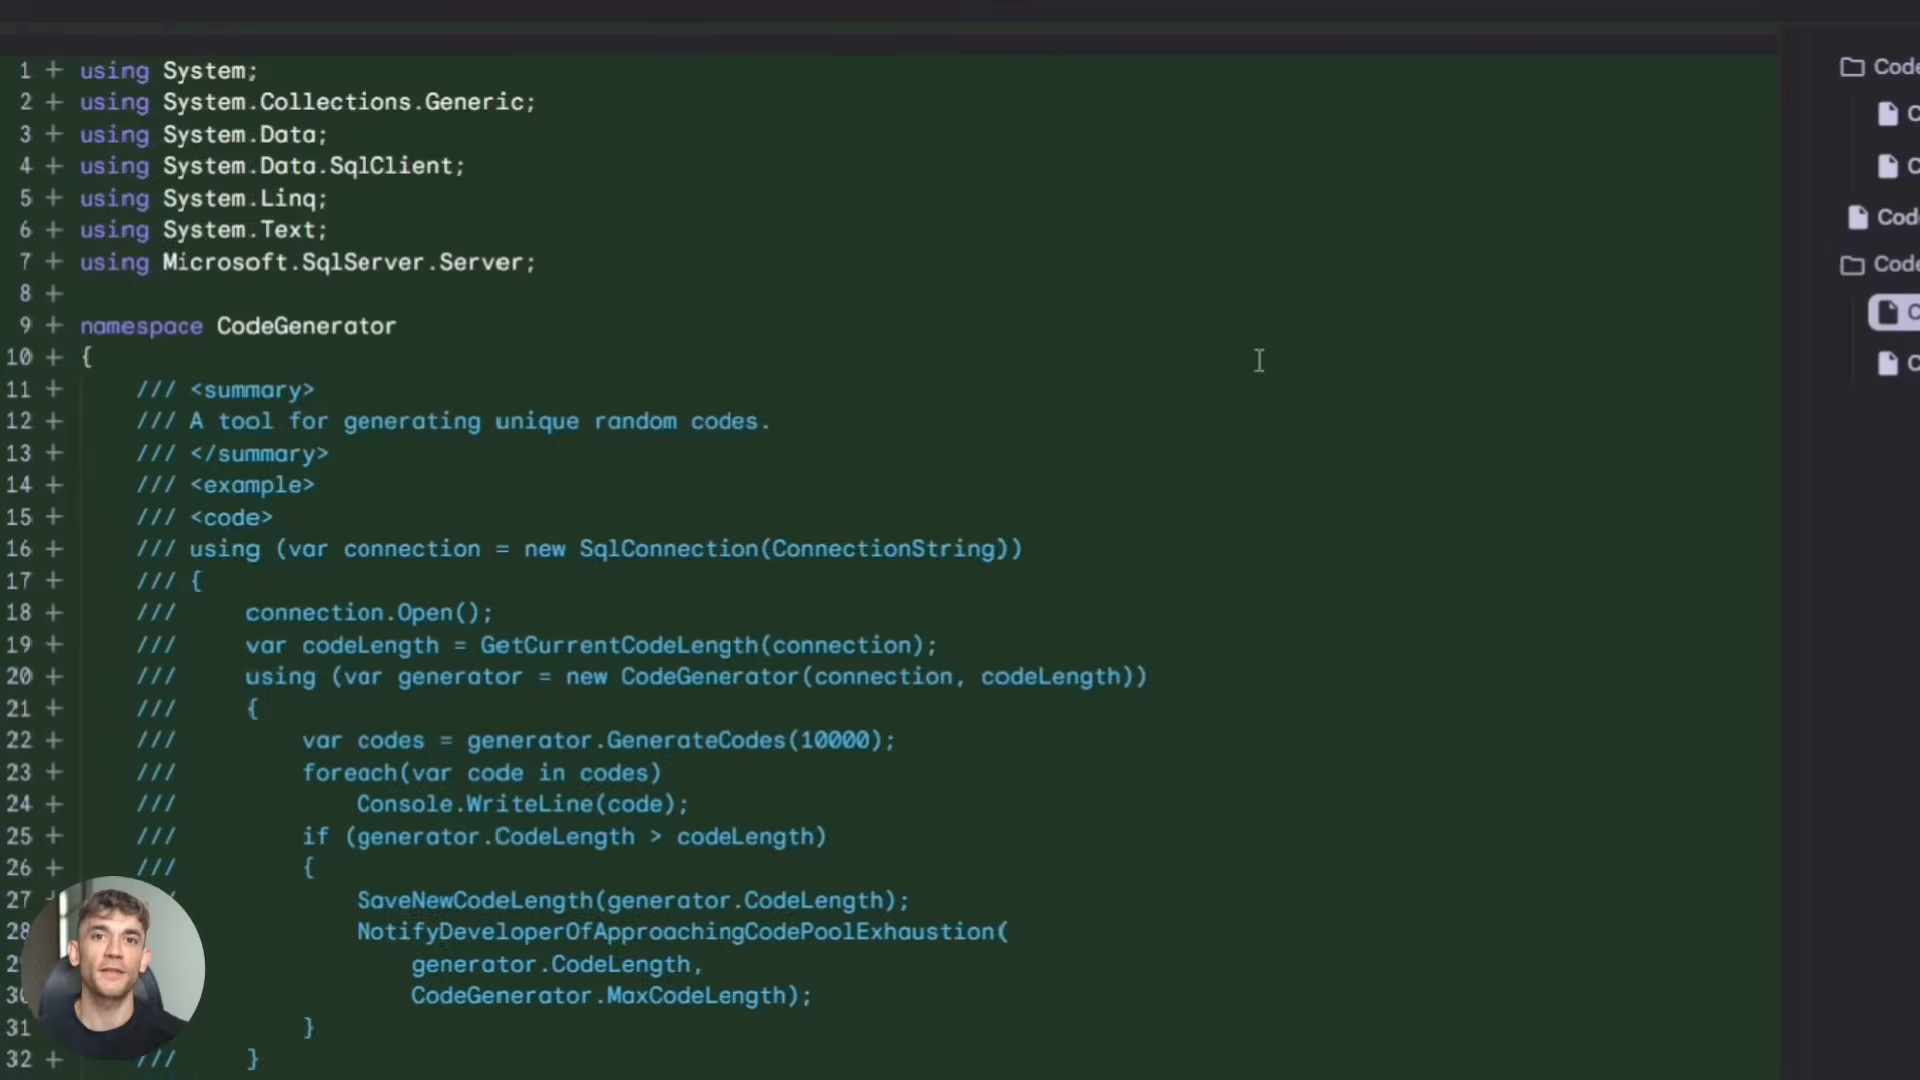 1 + using System;
2 + using System.Collections.Generic;
3 + using System.Data;
4 + using System.Data.SqlClient;
5 + using System.Linq;
6 + using System.Text;
7 + using Microsoft.SqlServer.Server;
8 +
9 + namespace CodeGenerator
10 + {
11 + /// <summary>
12 + /// A tool for generating unique random codes.
13 + /// </summary>
14 + /// <example>
15 + /// <code>
16 + /// using (var connection = new SqlConnection(ConnectionString))
17 + /// {
18 + /// connection.Open();
19 + /// var codeLength = GetCurrentCodeLength(connection);
20 + /// using (var generator = new CodeGenerator(connection, codeLength))
21 + /// {
22 + /// var codes = generator.GenerateCodes(10000);
23 + /// foreach(var code in codes)
24 + /// Console.WriteLine(code);
25 + /// if (generator.CodeLength > codeLength)
26 + /// {
27 SaveNewCodeLength(generator.CodeLength);
28 NotifyDeveloperOfApproachingCodePoolExhaustion(
generator.CodeLength,
CodeGenerator.MaxCodeLength);
31 }
32 + /// }